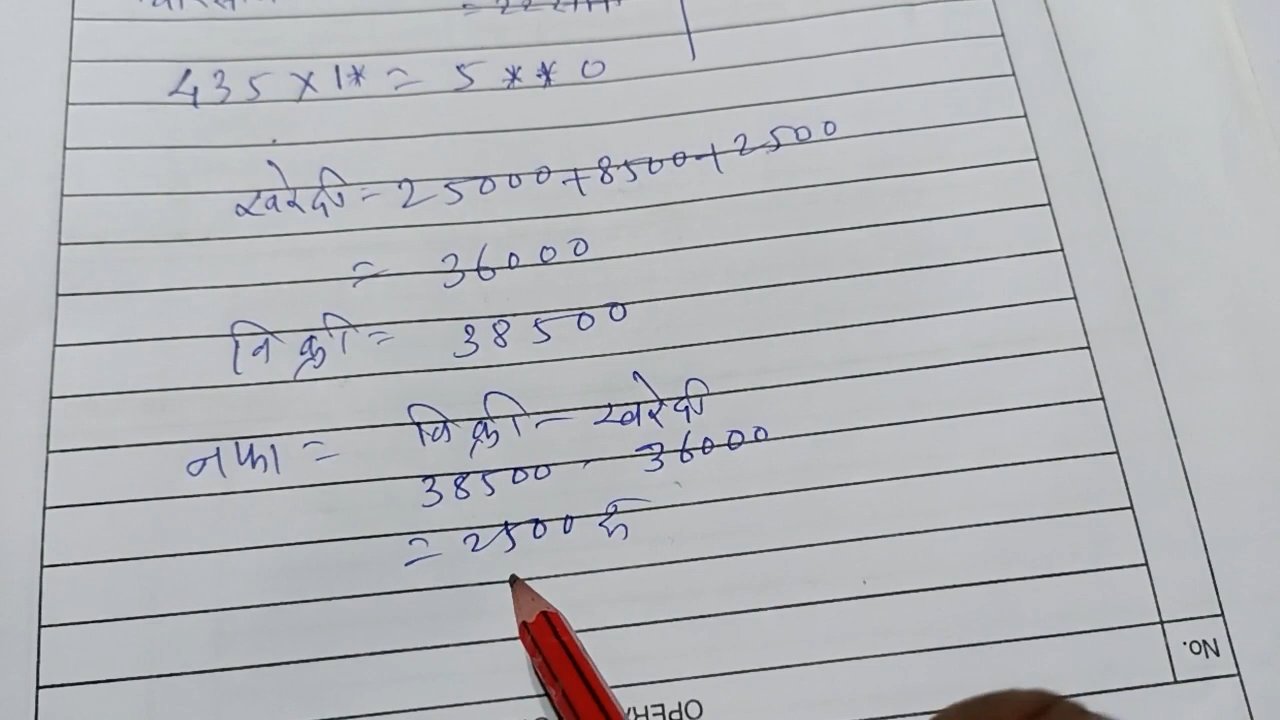 435 × 1* = 5 * * 0
खरेदी = 25000 + 8500 + 2500
= 36000
विक्री = 38500
नफा = विक्री - खरेदी
38500 - 36000
= 2500 रु
No.